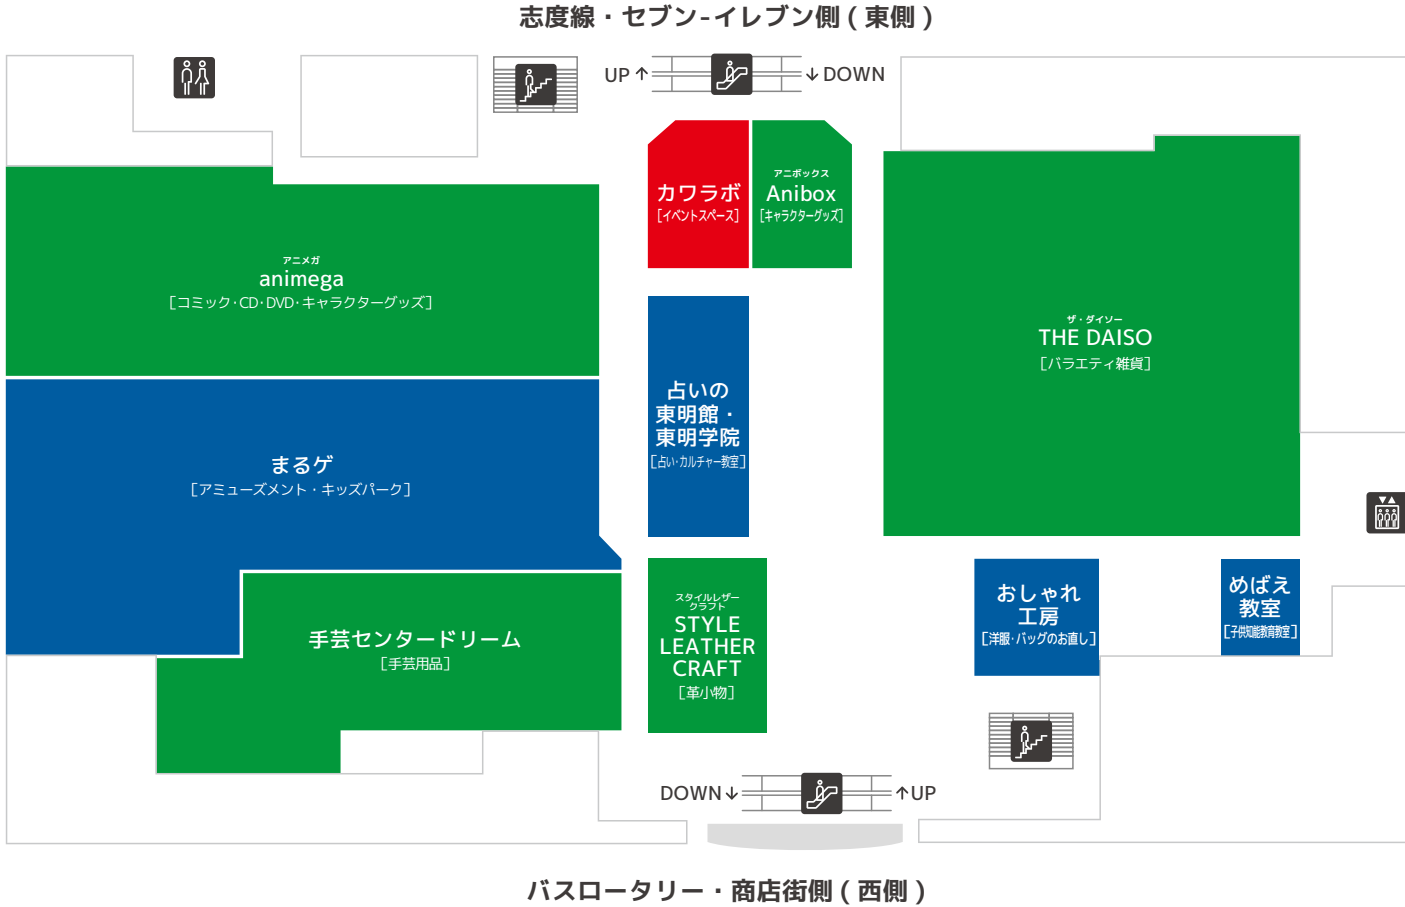 志度線・セブン-イレブン側 ( 東側 )
UP ↑
↓ DOWN
カワラボ
[イベントスペース]
アニボックス
Anibox
[キャラクターグッズ]
アニメガ
animega
[コミック・CD・DVD・キャラクターグッズ]
ザ・ダイソー
THE DAISO
[バラエティ雑貨]
占いの
東明館・
東明学院
[占い・カルチャー教室]
まるゲ
[アミューズメント・キッズパーク]
手芸センタードリーム
[手芸用品]
スタイルレザー
クラフト
STYLE
LEATHER
CRAFT
[革小物]
おしゃれ
工房
[洋服・バッグのお直し]
めばえ
教室
[子供知能教育教室]
DOWN ↓
↑ UP
バスロータリー・商店街側 ( 西側 )